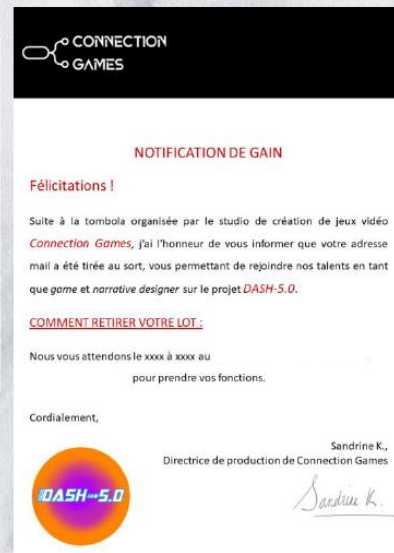 CONNECTION
GAMES
NOTIFICATION DE GAIN
Félicitations !
Suite à la tombola organisée par le studio de création de jeux vidéo
Connection Games, j'ai l'honneur de vous informer que votre adresse
mail a été tirée au sort, vous permettant de rejoindre nos talents en tant
que game et narrative designer sur le projet DASH-5.0.
COMMENT RETIRER VOTRE LOT :
Nous vous attendons le xxxx à xxxx au
pour prendre vos fonctions.
Cordialement,
Sandrine K.,
Directrice de production de Connection Games
DASH-5.0
Sandrine K.